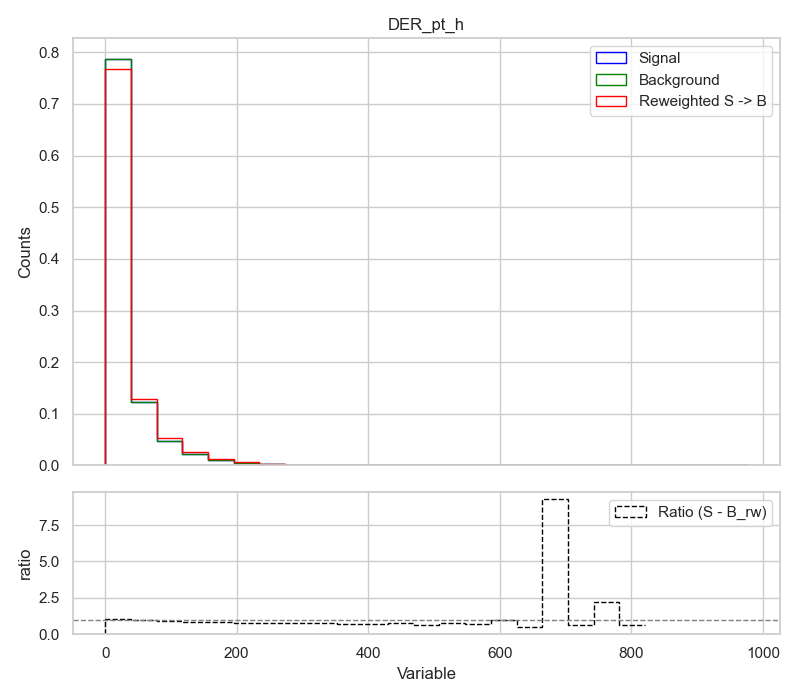 DER_pt_h
0.8
0.7
0.6
0.5
0.4
0.3
0.2
0.1
0.0
Counts
Signal
Background
Reweighted S -> B
7.5
5.0
2.5
0.0
ratio
Ratio (S - B_rw)
0 200 400 600 800 1000
Variable